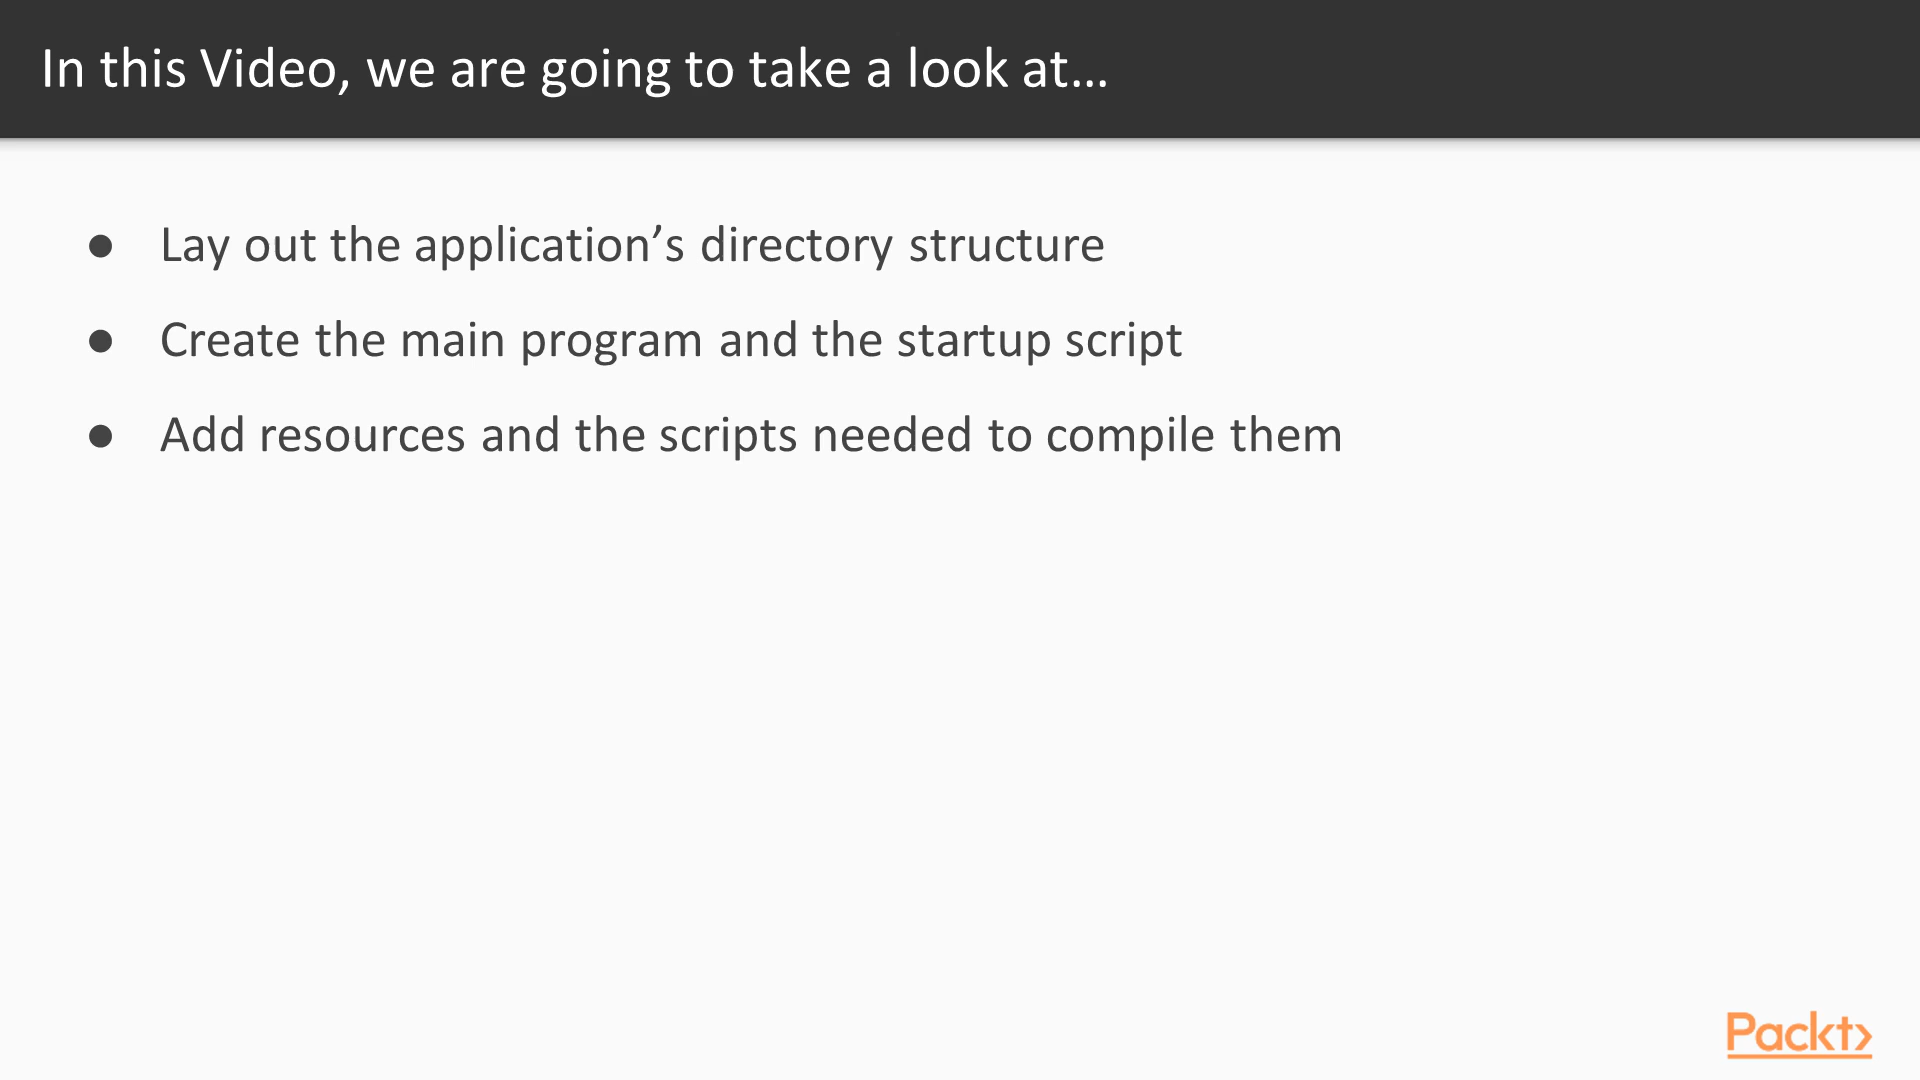 In this Video, we are going to take a look at...
● Lay out the application’s directory structure
● Create the main program and the startup script
● Add resources and the scripts needed to compile them
Packt>